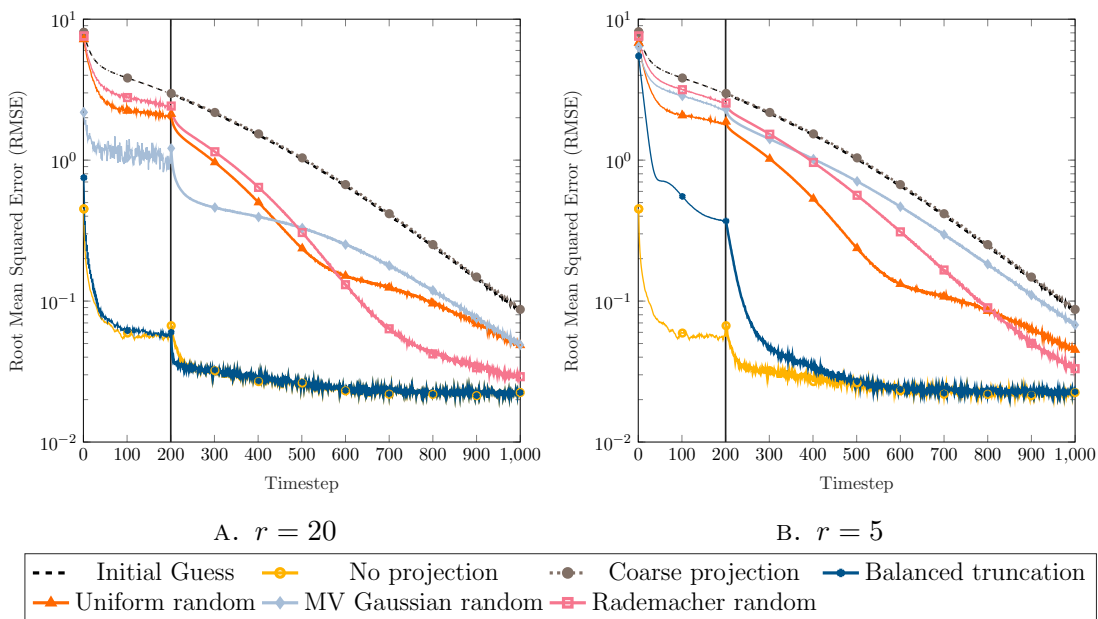 10^1
10^0
10^−1
10^−2
Root Mean Squared Error (RMSE)
0 100 200 300 400 500 600 700 800 900 1,000
Timestep
A. r = 20
10^1
10^0
10^−1
10^−2
Root Mean Squared Error (RMSE)
0 100 200 300 400 500 600 700 800 900 1,000
Timestep
B. r = 5
Initial Guess No projection Coarse projection Balanced truncation
Uniform random MV Gaussian random Rademacher random